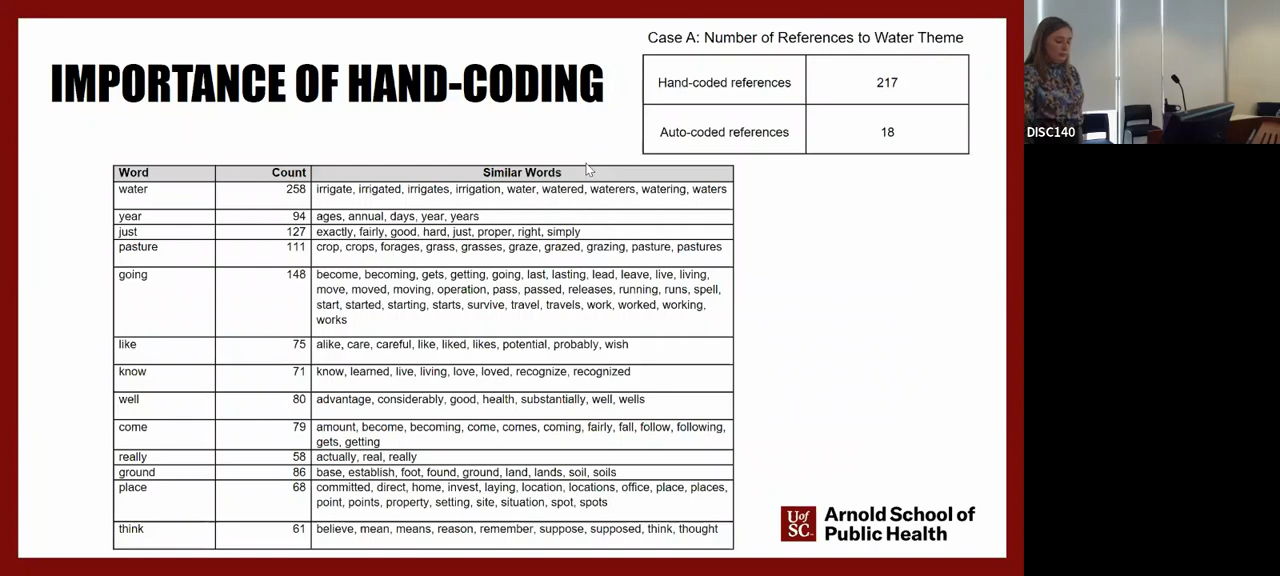 Case A: Number of References to Water Theme
IMPORTANCE OF HAND-CODING
Hand-coded references 217
Auto-coded references 18
DISC140
Word Count Similar Words
water 258 irrigate, irrigated, irrigates, irrigation, water, watered, waterers, watering, waters
year 94 ages, annual, days, year, years
just 127 exactly, fairly, good, hard, just, proper, right, simply
pasture 111 crop, crops, forages, grass, grasses, graze, grazed, grazing, pasture, pastures
going 148 become, becoming, gets, getting, going, last, lasting, lead, leave, live, living,
move, moved, moving, operation, pass, passed, releases, running, runs, spell,
start, started, starting, starts, survive, travel, travels, work, worked, working,
works
like 75 alike, care, careful, like, liked, likes, potential, probably, wish
know 71 know, learned, live, living, love, loved, recognize, recognized
well 80 advantage, considerably, good, health, substantially, well, wells
come 79 amount, become, becoming, come, comes, coming, fairly, fall, follow, following,
gets, getting
really 58 actually, real, really
ground 86 base, establish, foot, found, ground, land, lands, soil, soils
place 68 committed, direct, home, invest, laying, location, locations, office, place, places,
point, points, property, setting, site, situation, spot, spots
think 61 believe, mean, means, reason, remember, suppose, supposed, think, thought
U of SC
Arnold School of
Public Health